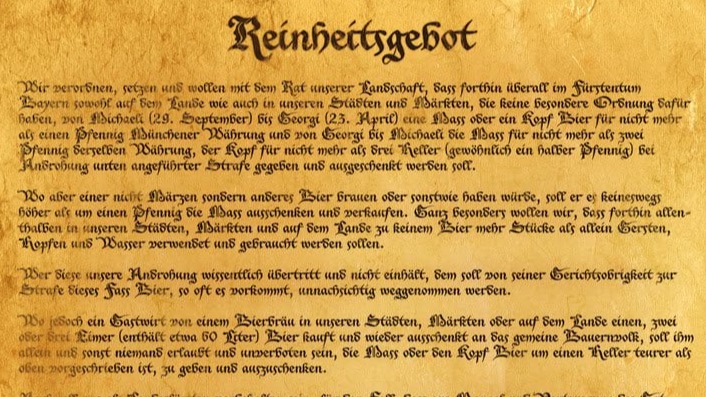 Reinheitsgebot
Wir verordnen, setzen und wollen mit dem Rat unserer Landschaft, dass forthin überall im Fürstentum
Bayern sowohl auf dem Lande wie auch in unseren Städten und Märkten, die keine besondere Ordnung dafür
haben, von Michaeli (29. September) bis Georgi (23. April) eine Mass oder ein Kopf Bier für nicht mehr
als einen Pfennig Münchener Währung und von Georgi bis Michaeli die Mass für nicht mehr als zwei
Pfennig derselben Währung, der Kopf für nicht mehr als drei Heller (gewöhnlich ein halber Pfennig) bei
Androhung unten angeführter Strafe gegeben und ausgeschenkt werden soll.
Wo aber einer nicht Märzen sondern anderes Bier brauen oder sonstwie haben würde, soll er es keineswegs
höher als um einen Pfennig die Mass ausschenken und verkaufen. Ganz besonders wollen wir, dass forthin allen-
thalben in unseren Städten, Märkten und auf dem Lande zu keinem Bier mehr Stücke als allein Gersten,
Hopfen und Wasser verwendet und gebraucht werden sollen.
Wer diese unsere Androhung wissentlich übertritt und nicht einhält, dem soll von seiner Gerichtsobrigkeit zur
Strafe dieses Fass Bier, so oft es vorkommt, unnachsichtig weggenommen werden.
Wo jedoch ein Gastwirt von einem Bierbräu in unseren Städten, Märkten oder auf dem Lande einen, zwei
oder drei Eimer (enthält etwa 60 Liter) Bier kauft und wieder ausschenkt an das gemeine Bauernvolk, soll ihm
allein und sonst niemand erlaubt und unverboten sein, die Mass oder den Kopf Bier um einen Heller teurer als
oben vorgeschrieben ist, zu geben und auszuschenken.